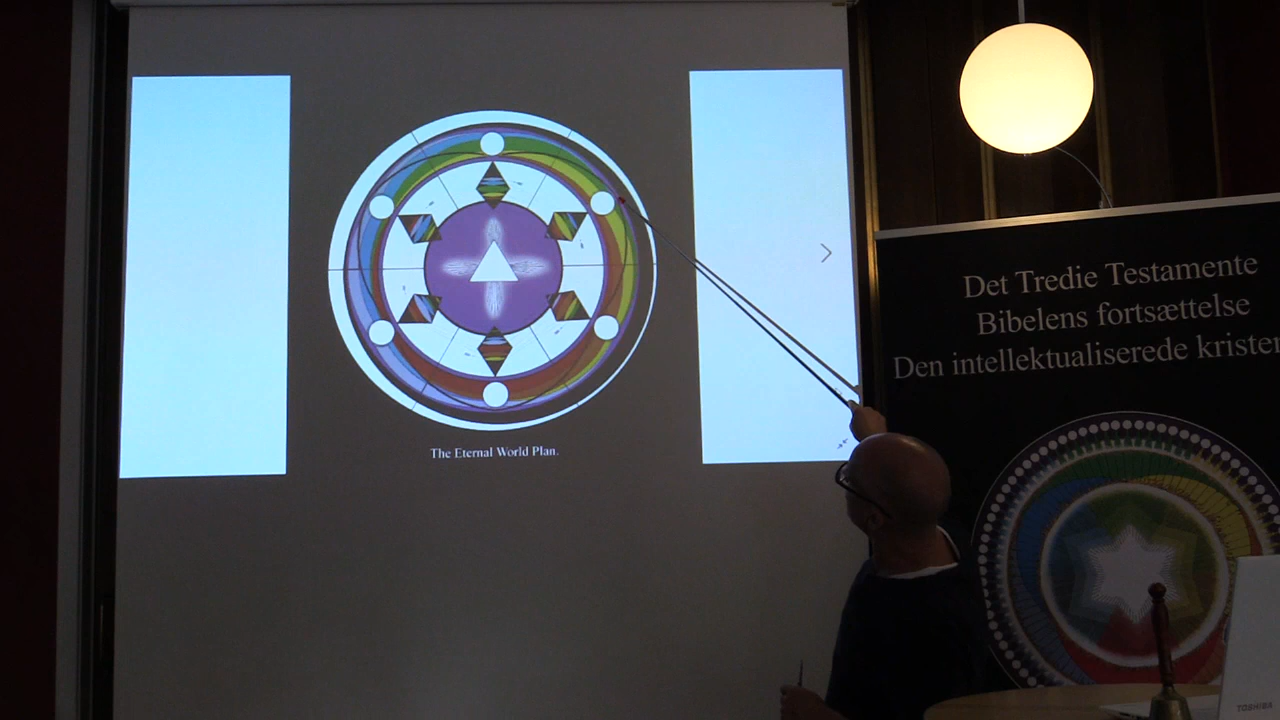 The Eternal World Plan.
Det Tredie Testamente
Bibelens fortsættelse
Den intellektualiserede kristen
TOSHIBA